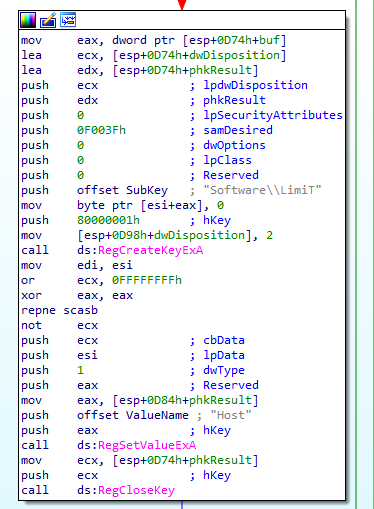 mov eax, dword ptr [esp+0D74h+buf]
lea ecx, [esp+0D74h+dwDisposition]
lea edx, [esp+0D74h+phkResult]
push ecx ; lpdwDisposition
push edx ; phkResult
push 0 ; lpSecurityAttributes
push 0F003Fh ; samDesired
push 0 ; dwOptions
push 0 ; lpClass
push 0 ; Reserved
push offset SubKey ; "Software\\LimiT"
mov byte ptr [esi+eax], 0
push 80000001h ; hKey
mov [esp+0D98h+dwDisposition], 2
call ds:RegCreateKeyExA
mov edi, esi
or ecx, 0FFFFFFFFh
xor eax, eax
repne scasb
not ecx
push ecx ; cbData
push esi ; lpData
push 1 ; dwType
push eax ; Reserved
mov eax, [esp+0D84h+phkResult]
push offset ValueName ; "Host"
push eax ; hKey
call ds:RegSetValueExA
mov ecx, [esp+0D74h+phkResult]
push ecx ; hKey
call ds:RegCloseKey